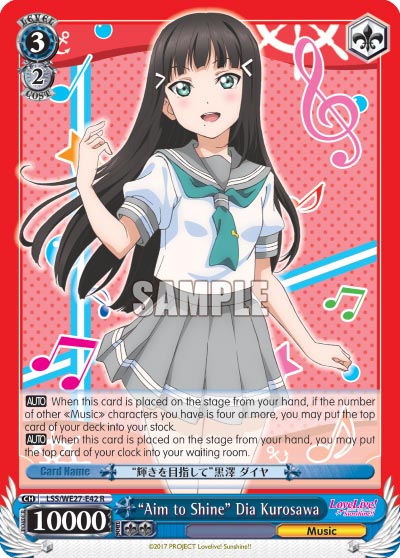 LEVEL
3
2
COST
SAMPLE
AUTO When this card is placed on the stage from your hand, if the number
of other «Music» characters you have is four or more, you may put the top
card of your deck into your stock.
AUTO When this card is placed on the stage from your hand, you may put
the top card of your clock into your waiting room.
Card Name
“輝きを目指して”黒澤 ダイヤ
CH LSS/WE27-E42 R
“Aim to Shine” Dia Kurosawa
LoveLive!
Sunshine!!
POWER
10000
SOUL
Music
©2017 PROJECT Lovelive! Sunshine!!